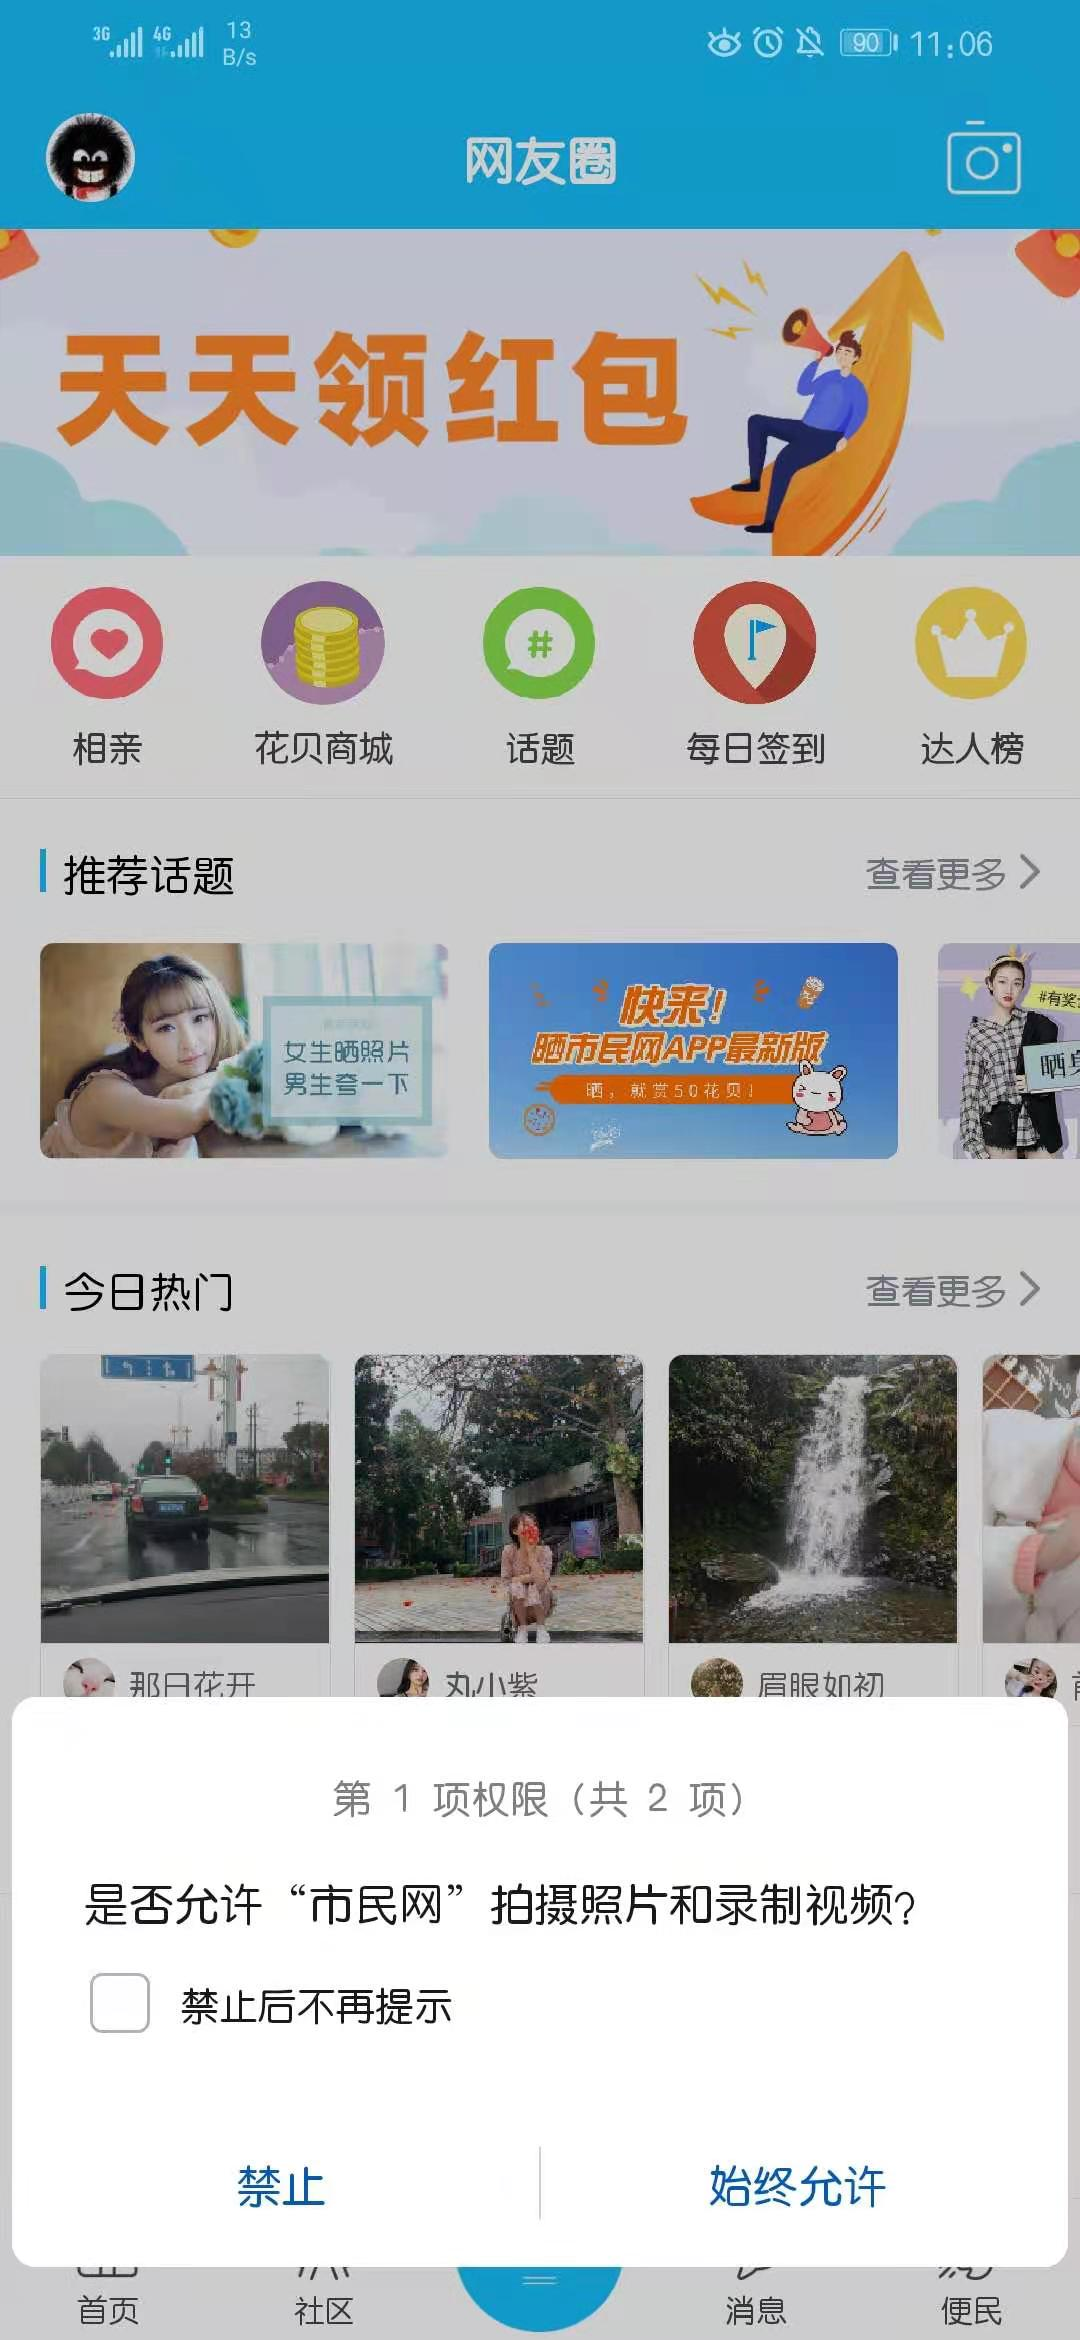 3G 4G 13 B/s 90 11:06
网友圈
天天领红包
相亲 花贝商城 话题 每日签到 达人榜
推荐话题 查看更多
女生晒照片
男生夸一下
快来!
晒市民网APP最新版
晒，就赏50花贝!
#有奖
晒
今日热门 查看更多
那日花开 丸小紫 眉眼如初
第 1 项权限（共 2 项）
是否允许“市民网”拍摄照片和录制视频?
禁止后不再提示
禁止 始终允许
首页 社区 消息 便民